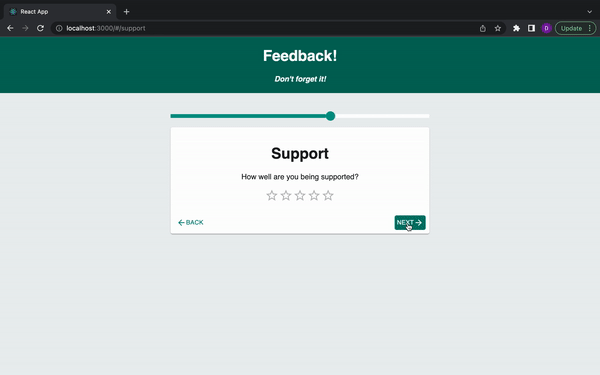 React App
localhost:3000/#/support
D
Update
Feedback!
Don't forget it!
Support
How well are you being supported?
BACK
NEXT